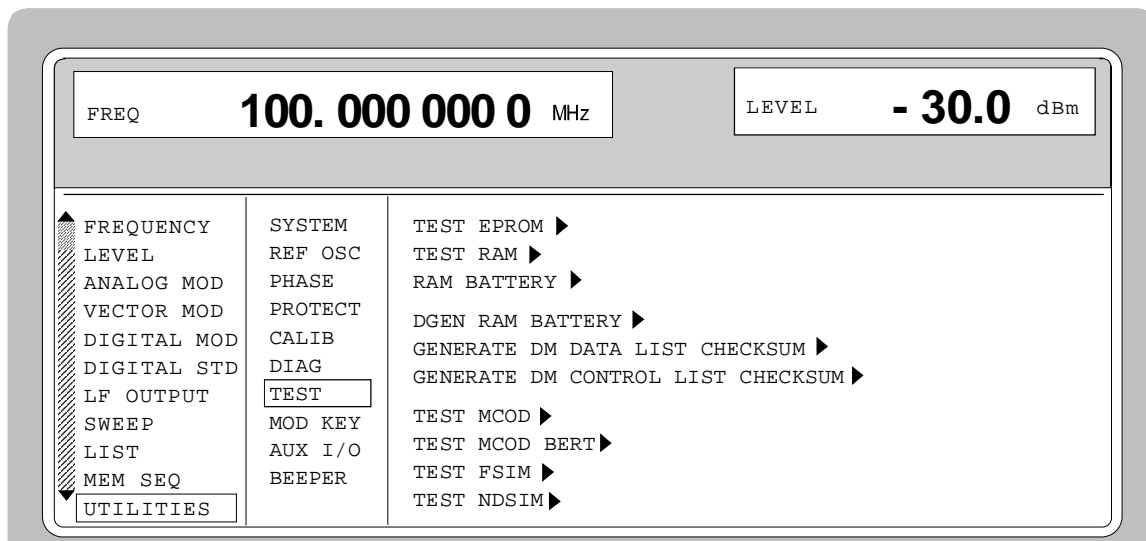 FREQ 100. 000 000 0 MHz
LEVEL - 30.0 dBm
FREQUENCY
LEVEL
ANALOG MOD
VECTOR MOD
DIGITAL MOD
DIGITAL STD
LF OUTPUT
SWEEP
LIST
MEM SEQ
UTILITIES
SYSTEM
REF OSC
PHASE
PROTECT
CALIB
DIAG
TEST
MOD KEY
AUX I/O
BEEPER
TEST EPROM
TEST RAM
RAM BATTERY
DGEN RAM BATTERY
GENERATE DM DATA LIST CHECKSUM
GENERATE DM CONTROL LIST CHECKSUM
TEST MCOD
TEST MCOD BERT
TEST FSIM
TEST NDSIM